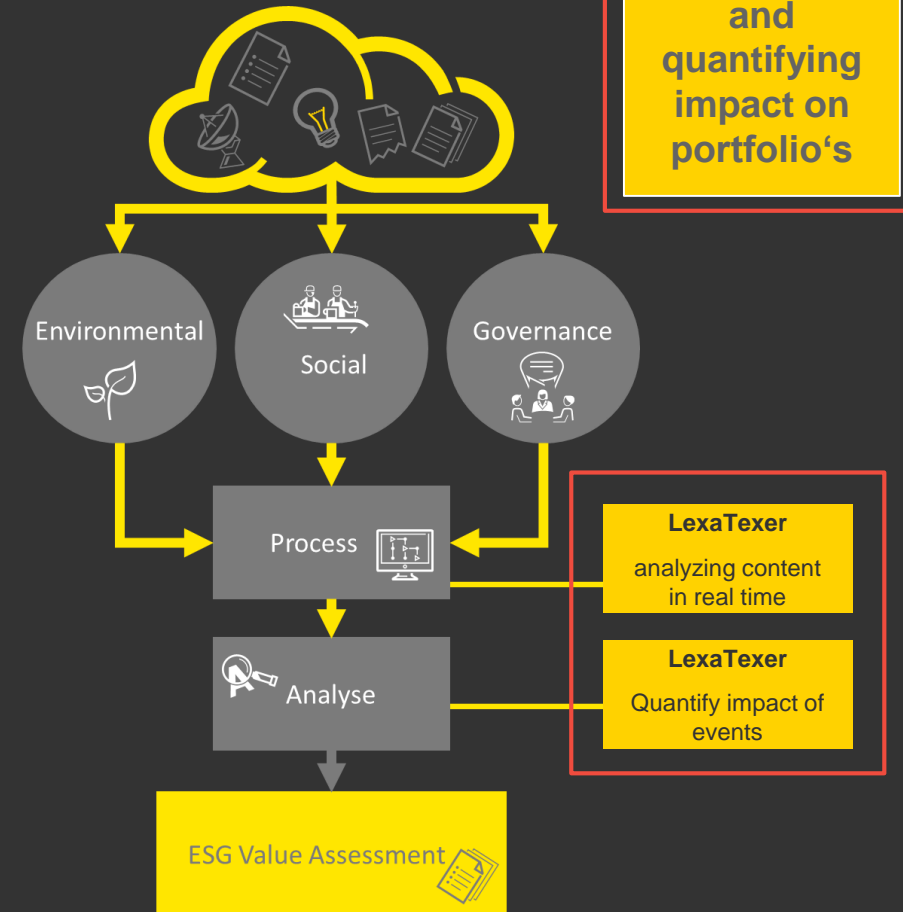 and
quantifying
impact on
portfolio‘s
Environmental
Social
Governance
Process
LexaTexer
analyzing content
in real time
Analyse
LexaTexer
Quantify impact of
events
ESG Value Assessment